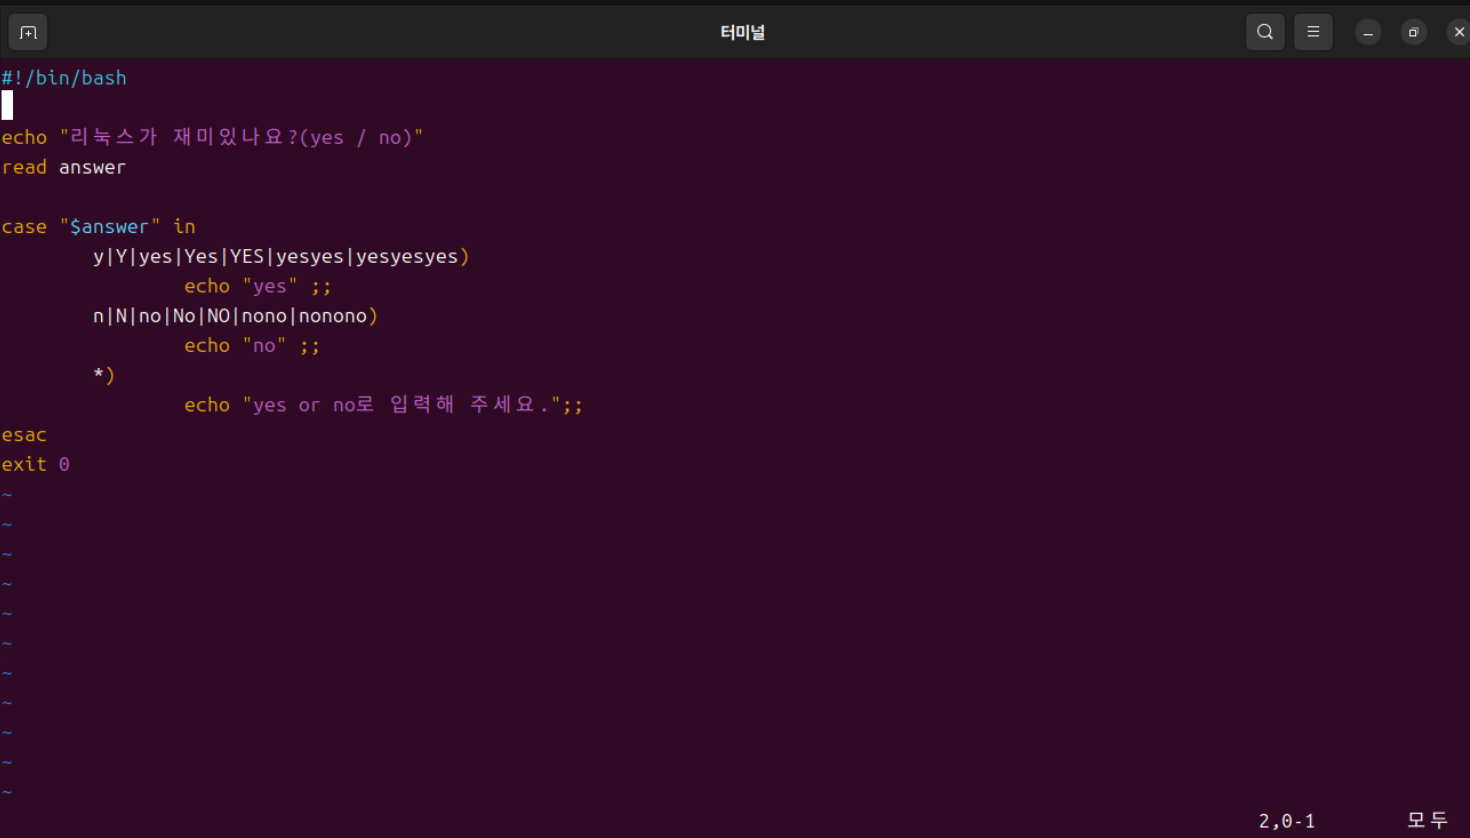 터미널
#!/bin/bash
echo "리눅스가 재미있나요?(yes / no)"
read answer
case "$answer" in
y|Y|yes|Yes|YES|yesyes|yesyesyes)
echo "yes" ;;
n|N|no|No|NO|nono|nonono)
echo "no" ;;
*)
echo "yes or no로 입력해 주세요.";;
esac
exit 0
~
~
~
~
~
~
~
~
~
~
~
2,0-1 모두